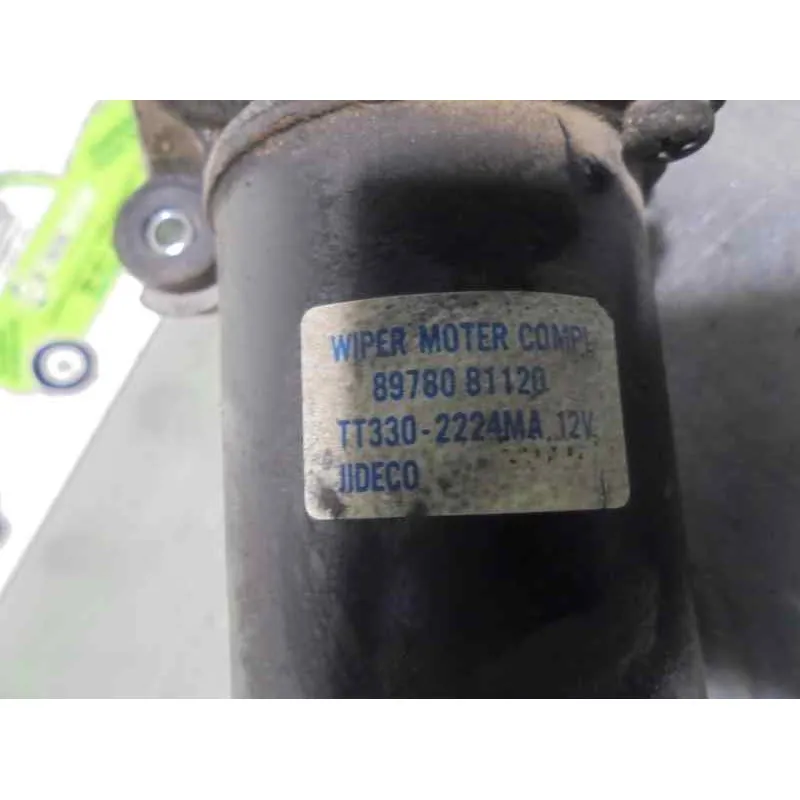 WIPER MOTER COMPL
89780 81120
TT330-2224MA 12V
JIDECO